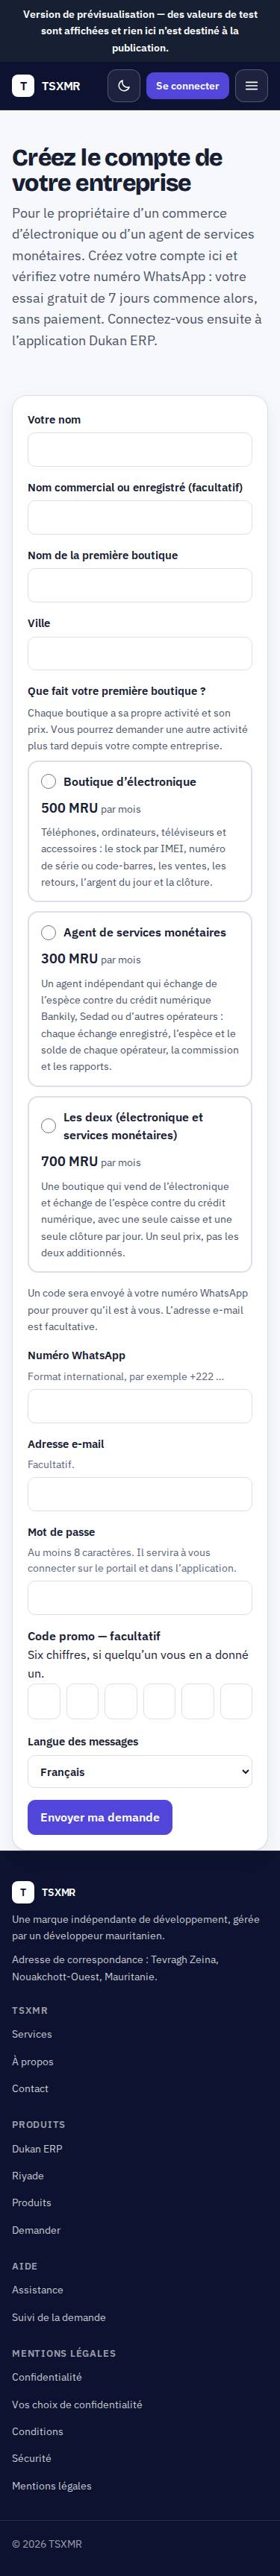 Version de prévisualisation — des valeurs de test
sont affichées et rien ici n’est destiné à la
publication.
T TSXMR Se connecter
Créez le compte de
votre entreprise
Pour le propriétaire d’un commerce
d’électronique ou d’un agent de services
monétaires. Créez votre compte ici et
vérifiez votre numéro WhatsApp : votre
essai gratuit de 7 jours commence alors,
sans paiement. Connectez-vous ensuite à
l’application Dukan ERP.
Votre nom
Nom commercial ou enregistré (facultatif)
Nom de la première boutique
Ville
Que fait votre première boutique ?
Chaque boutique a sa propre activité et son
prix. Vous pourrez demander une autre activité
plus tard depuis votre compte entreprise.
Boutique d’électronique
500 MRU par mois
Téléphones, ordinateurs, téléviseurs et
accessoires : le stock par IMEI, numéro
de série ou code-barres, les ventes, les
retours, l’argent du jour et la clôture.
Agent de services monétaires
300 MRU par mois
Un agent indépendant qui échange de
l’espèce contre du crédit numérique
Bankily, Sedad ou d’autres opérateurs :
chaque échange enregistré, l’espèce et le
solde de chaque opérateur, la commission
et les rapports.
Les deux (électronique et
services monétaires)
700 MRU par mois
Une boutique qui vend de l’électronique
et échange de l’espèce contre du crédit
numérique, avec une seule caisse et une
seule clôture par jour. Un seul prix, pas les
deux additionnés.
Un code sera envoyé à votre numéro WhatsApp
pour prouver qu’il est à vous. L’adresse e-mail
est facultative.
Numéro WhatsApp
Format international, par exemple +222 …
Adresse e-mail
Facultatif.
Mot de passe
Au moins 8 caractères. Il servira à vous
connecter sur le portail et dans l’application.
Code promo — facultatif
Six chiffres, si quelqu’un vous en a donné
un.
Langue des messages
Français
Envoyer ma demande
T TSXMR
Une marque indépendante de développement, gérée
par un développeur mauritanien.
Adresse de correspondance : Tevragh Zeina,
Nouakchott-Ouest, Mauritanie.
TSXMR
Services
À propos
Contact
PRODUITS
Dukan ERP
Riyade
Produits
Demander
AIDE
Assistance
Suivi de la demande
MENTIONS LÉGALES
Confidentialité
Vos choix de confidentialité
Conditions
Sécurité
Mentions légales
© 2026 TSXMR